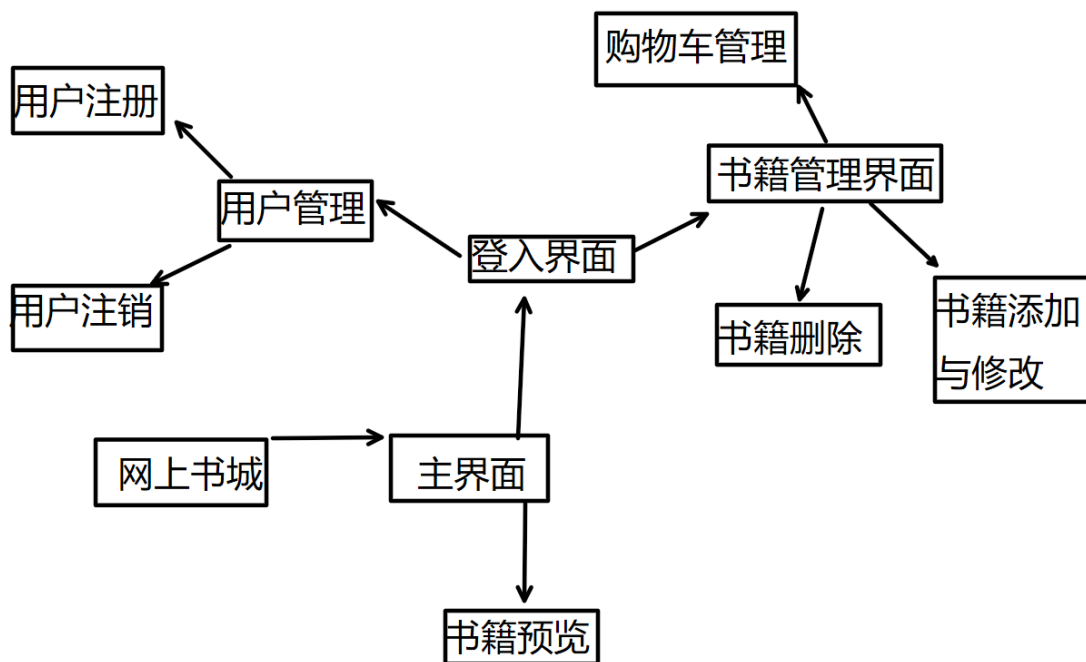 购物车管理
用户注册
书籍管理界面
用户管理
登入界面
用户注销
书籍删除
书籍添加
与修改
网上书城
主界面
书籍预览